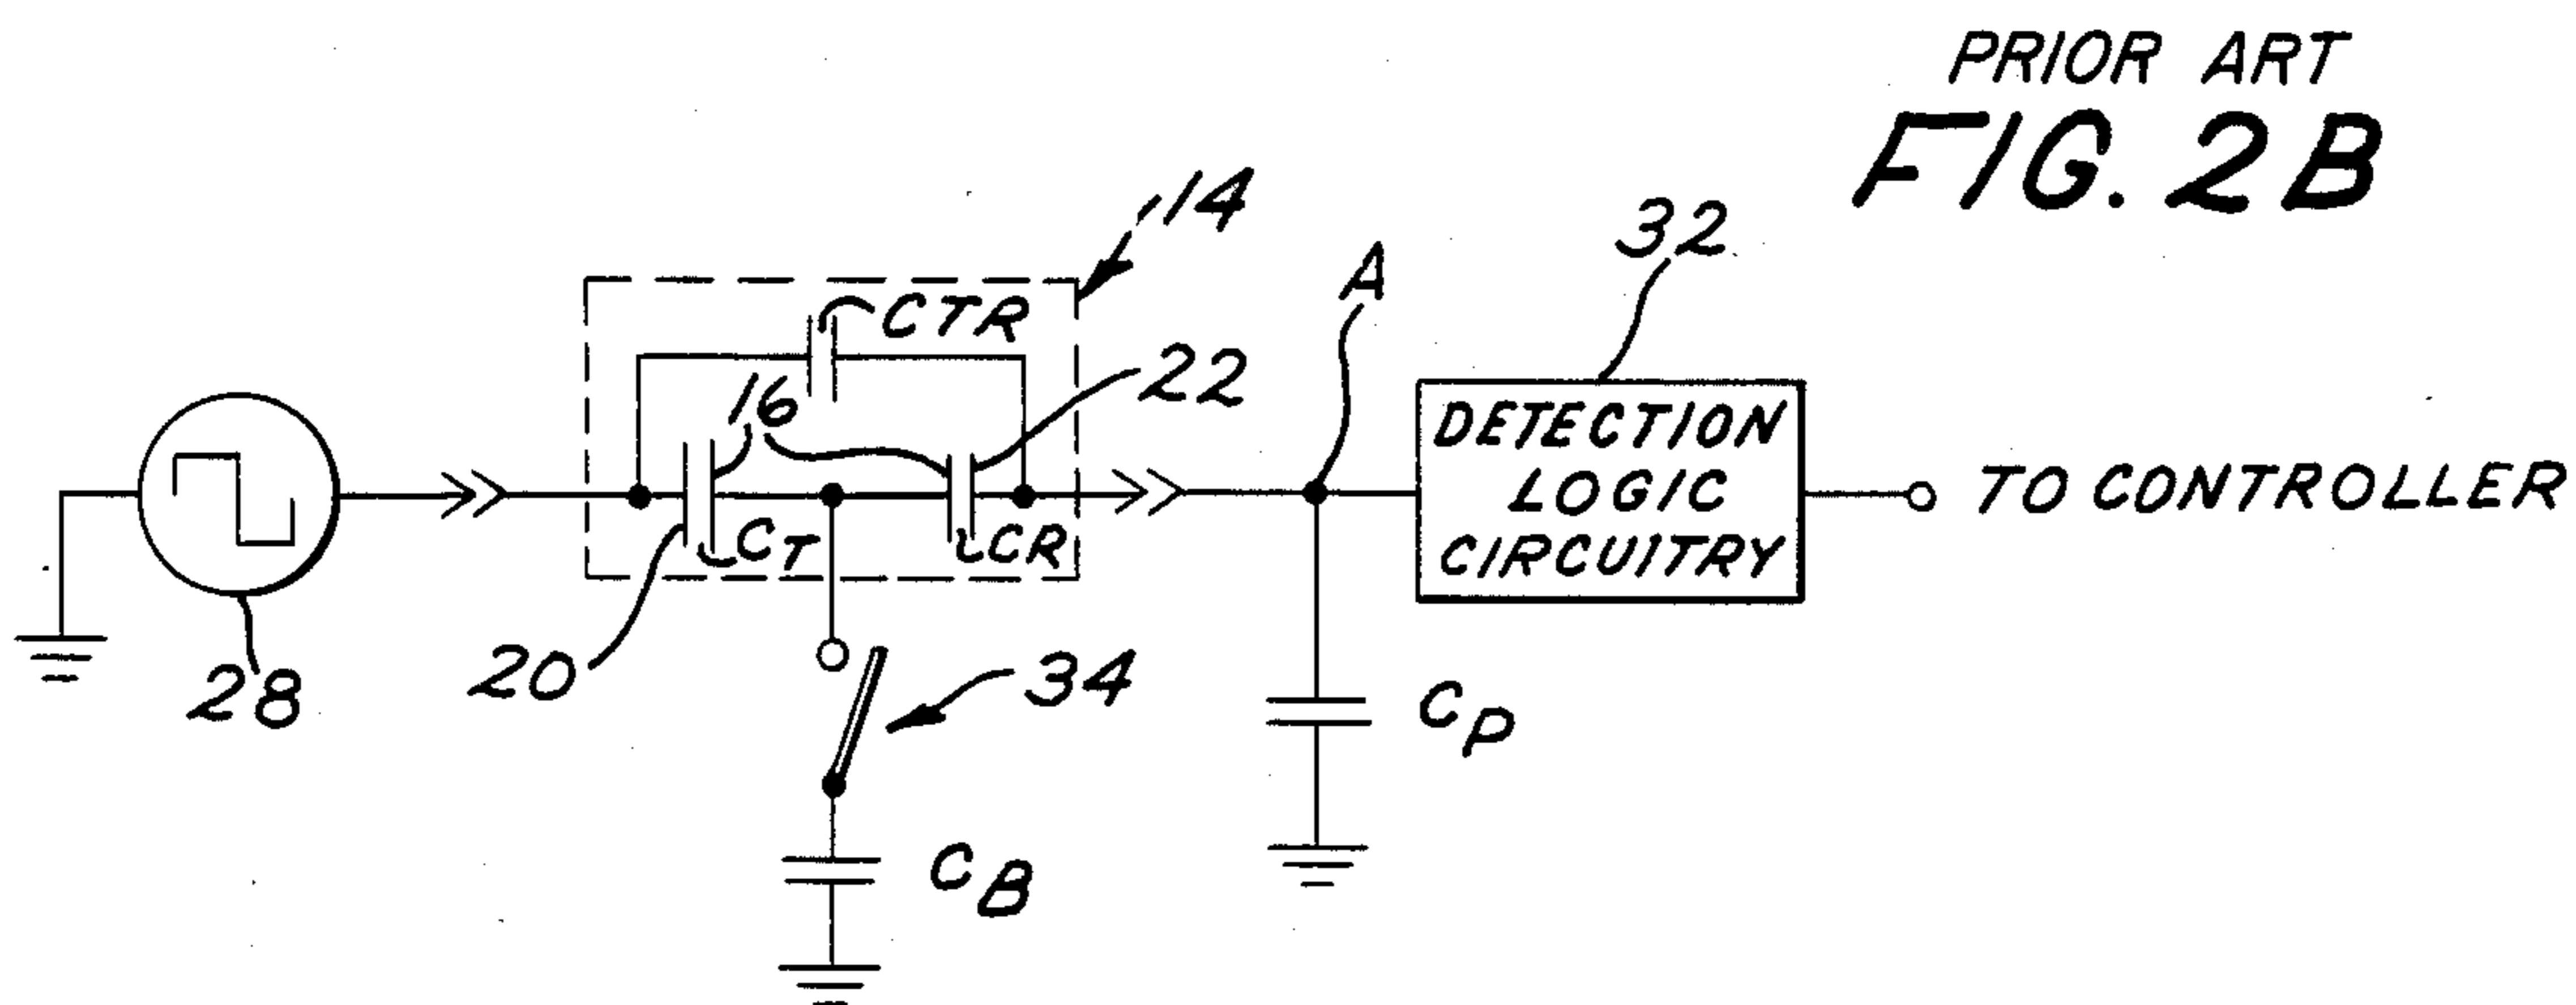 PRIOR ART
FIG. 2B
14
32
A
CTR
22
16
DETECTION
LOGIC
CIRCUITRY
TO CONTROLLER
CT
CR
20
28
34
CP
CB